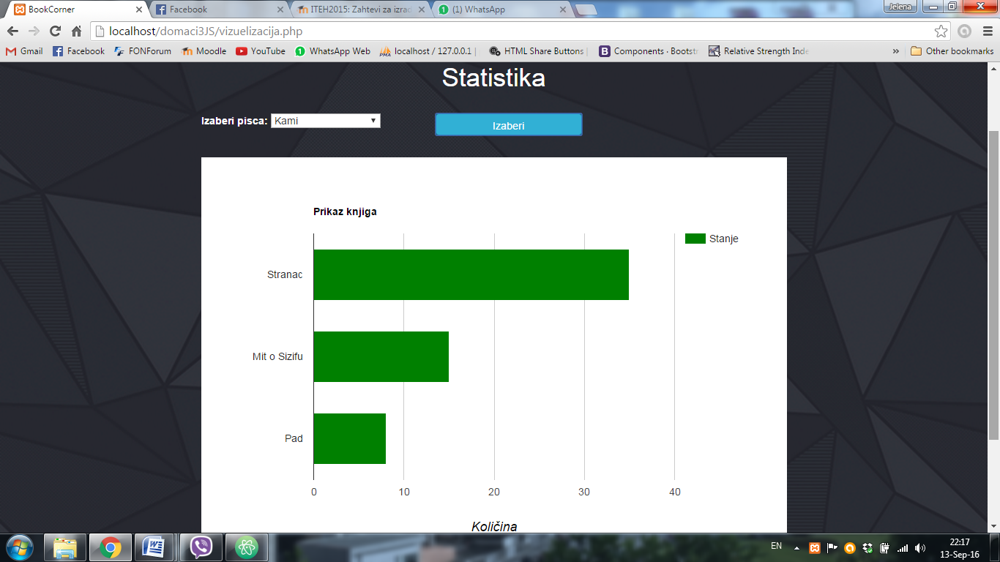 BookCorner
Facebook
ITEH2015: Zahtevi za izrad
(1) WhatsApp
Jelena
localhost/domaci3JS/vizuelizacija.php
Gmail
Facebook
FONForum
Moodle
YouTube
WhatsApp Web
PMA
localhost / 127.0.0.1 |
HTML Share Buttons |
Components · Bootstr
Relative Strength Inde
»
Other bookmarks
Statistika
Izaberi pisca: Kami
Izaberi
Prikaz knjiga
Stanje
Stranac
Mit o Sizifu
Pad
0 10 20 30 40
Količina
EN
22:17
13-Sep-16